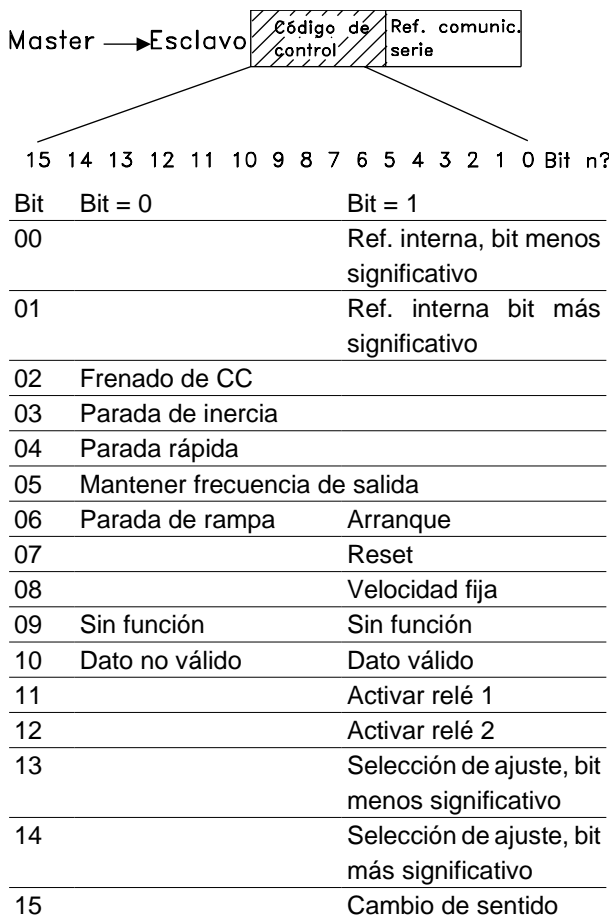 Master Esclavo Código de control Ref. comunic. serie
15 14 13 12 11 10 9 8 7 6 5 4 3 2 1 0 Bit n?
Bit Bit = 0 Bit = 1
00 Ref. interna, bit menos
significativo
01 Ref. interna bit más
significativo
02 Frenado de CC
03 Parada de inercia
04 Parada rápida
05 Mantener frecuencia de salida
06 Parada de rampa Arranque
07 Reset
08 Velocidad fija
09 Sin función Sin función
10 Dato no válido Dato válido
11 Activar relé 1
12 Activar relé 2
13 Selección de ajuste, bit
menos significativo
14 Selección de ajuste, bit
más significativo
15 Cambio de sentido